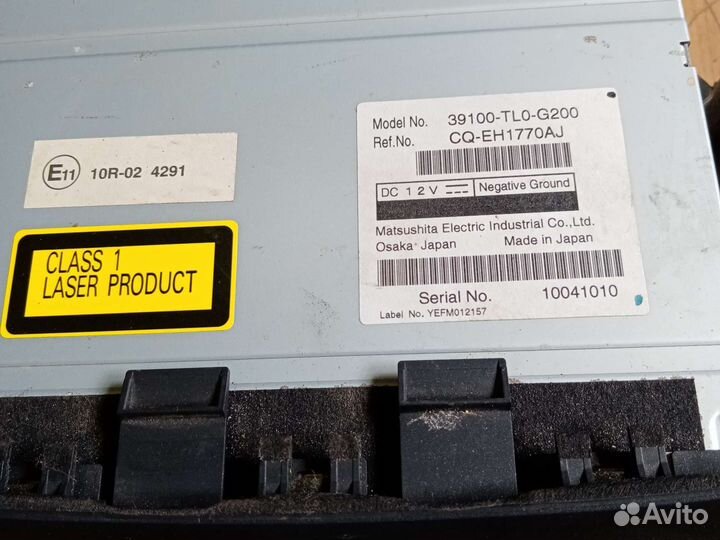 Model No. 39100-TL0-G200
Ref.No. CQ-EH1770AJ
E11 10R-02 4291
DC 12V Negative Ground
Matsushita Electric Industrial Co.,Ltd.
Osaka Japan Made in Japan
CLASS 1
LASER PRODUCT
Serial No. 10041010
Label No. YEFM012157
Avito